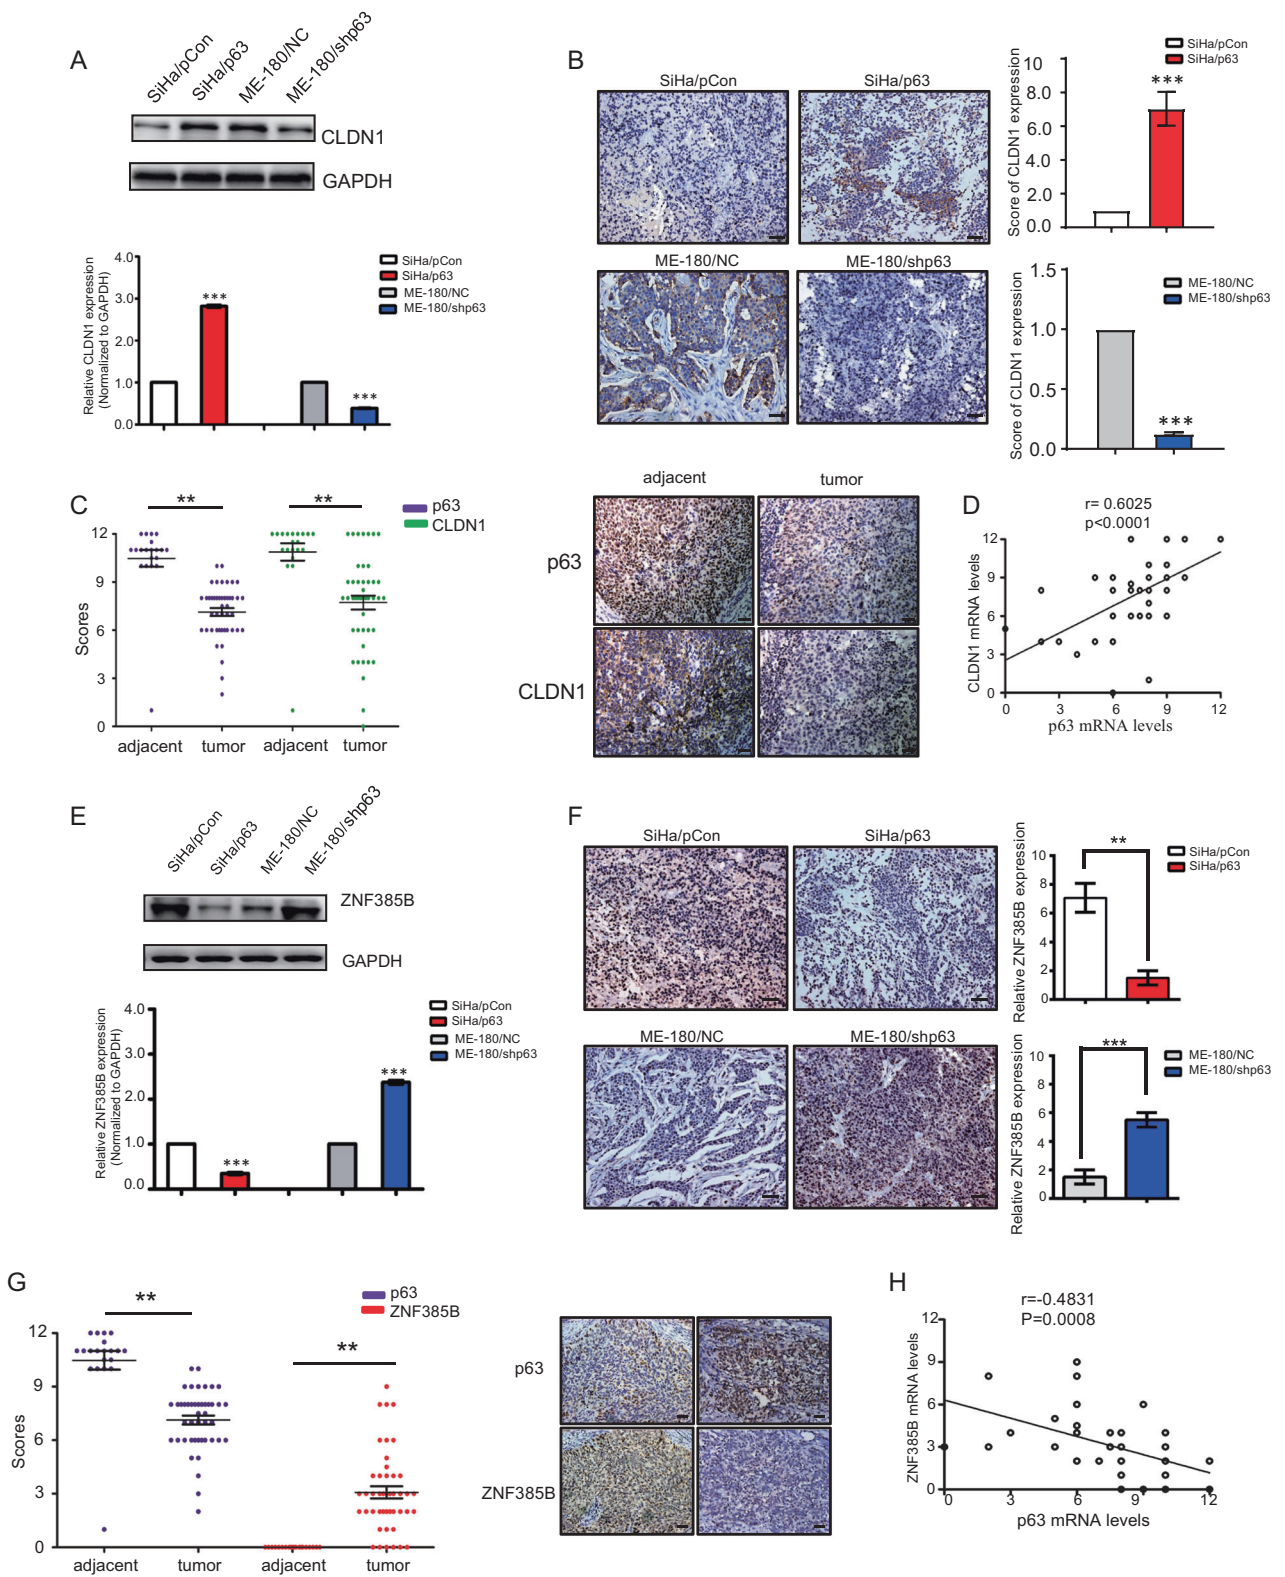 A
SiHa/pCon
SiHa/p63
ME-180/NC
ME-180/shp63
CLDN1
GAPDH
Relative CLDN1 expression
(Normalized to GAPDH)
4.0
3.0
2.0
1.0
0.0
***
***
SiHa/pCon
SiHa/p63
ME-180/NC
ME-180/shp63
B
SiHa/pCon
SiHa/p63
ME-180/NC
ME-180/shp63
SiHa/pCon
SiHa/p63
Score of CLDN1 expression
10
8.0
6.0
4.0
2.0
0.0
***
ME-180/NC
ME-180/shp63
Score of CLDN1 expression
1.5
1.0
0.5
0.0
***
C
p63
CLDN1
**
**
Scores
12
9
6
3
0
adjacent
tumor
adjacent
tumor
adjacent
tumor
p63
CLDN1
D
r= 0.6025
p<0.0001
CLDN1 mRNA levels
12
9
6
3
0
0
3
6
9
12
p63 mRNA levels
E
SiHa/pCon
SiHa/p63
ME-180/NC
ME-180/shp63
ZNF385B
GAPDH
Relative ZNF385B expression
(Normalized to GAPDH)
4.0
3.0
2.0
1.0
0.0
***
***
SiHa/pCon
SiHa/p63
ME-180/NC
ME-180/shp63
F
SiHa/pCon
SiHa/p63
ME-180/NC
ME-180/shp63
Relative ZNF385B expression
10
8
6
4
2
0
**
SiHa/pCon
SiHa/p63
Relative ZNF385B expression
10
8
6
4
2
0
***
ME-180/NC
ME-180/shp63
G
p63
ZNF385B
**
**
Scores
12
9
6
3
0
adjacent
tumor
adjacent
tumor
p63
ZNF385B
H
r=-0.4831
P=0.0008
ZNF385B mRNA levels
12
9
6
3
0
0
3
6
9
12
p63 mRNA levels